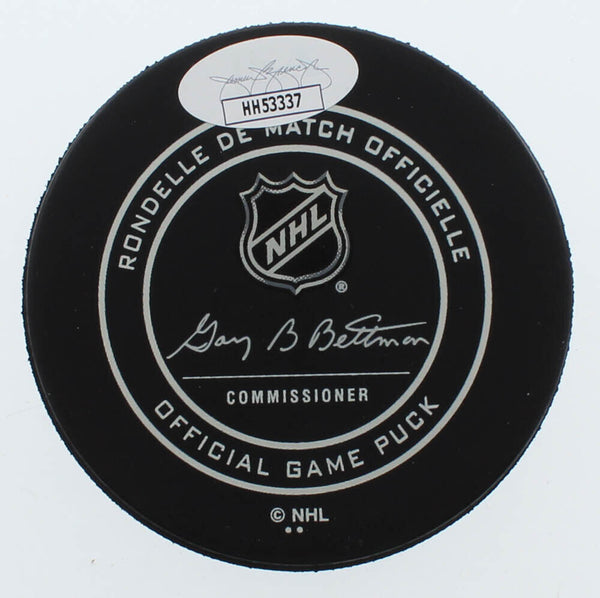 HH53337
RONDELLE DE MATCH OFFICIELLE
NHL
®
Gary B Bettman
COMMISSIONER
OFFICIAL GAME PUCK
© NHL